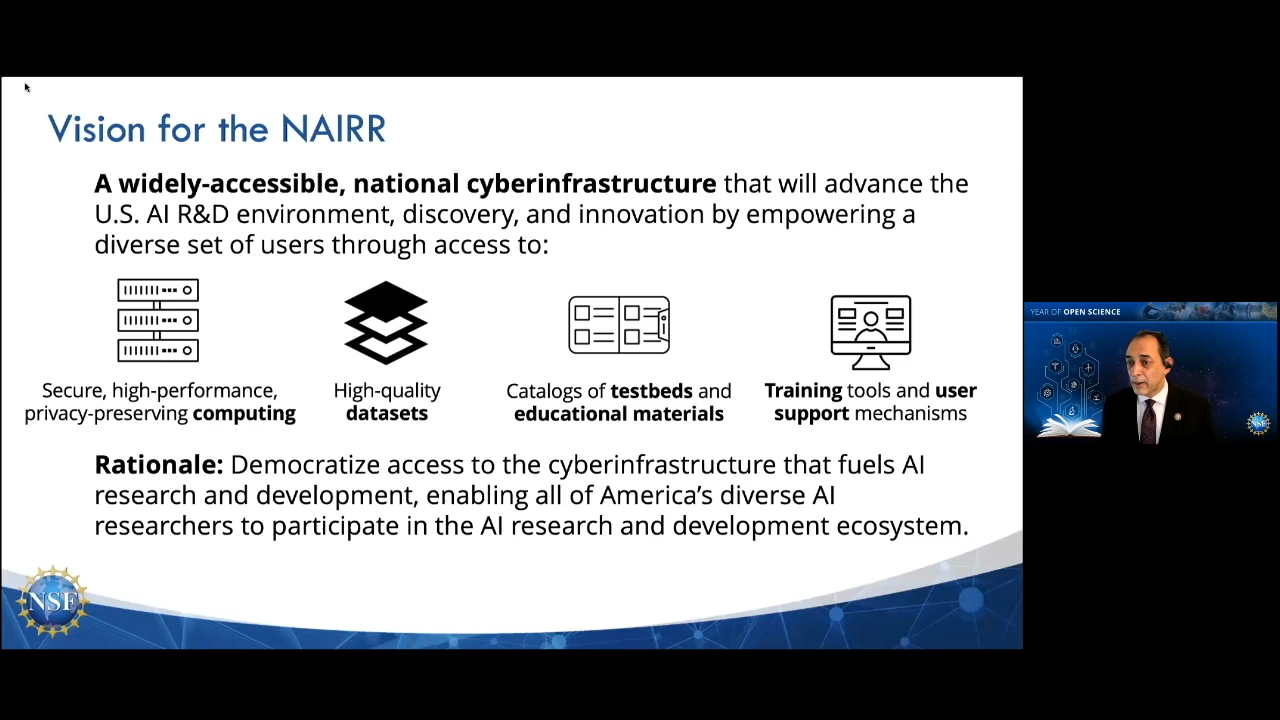 Vision for the NAIRR
A widely-accessible, national cyberinfrastructure that will advance the
U.S. AI R&D environment, discovery, and innovation by empowering a
diverse set of users through access to:
Secure, high-performance,
privacy-preserving computing
High-quality
datasets
Catalogs of testbeds and
educational materials
Training tools and user
support mechanisms
Rationale: Democratize access to the cyberinfrastructure that fuels AI
research and development, enabling all of America’s diverse AI
researchers to participate in the AI research and development ecosystem.
NSF
YEAR OF OPEN SCIENCE
NSF